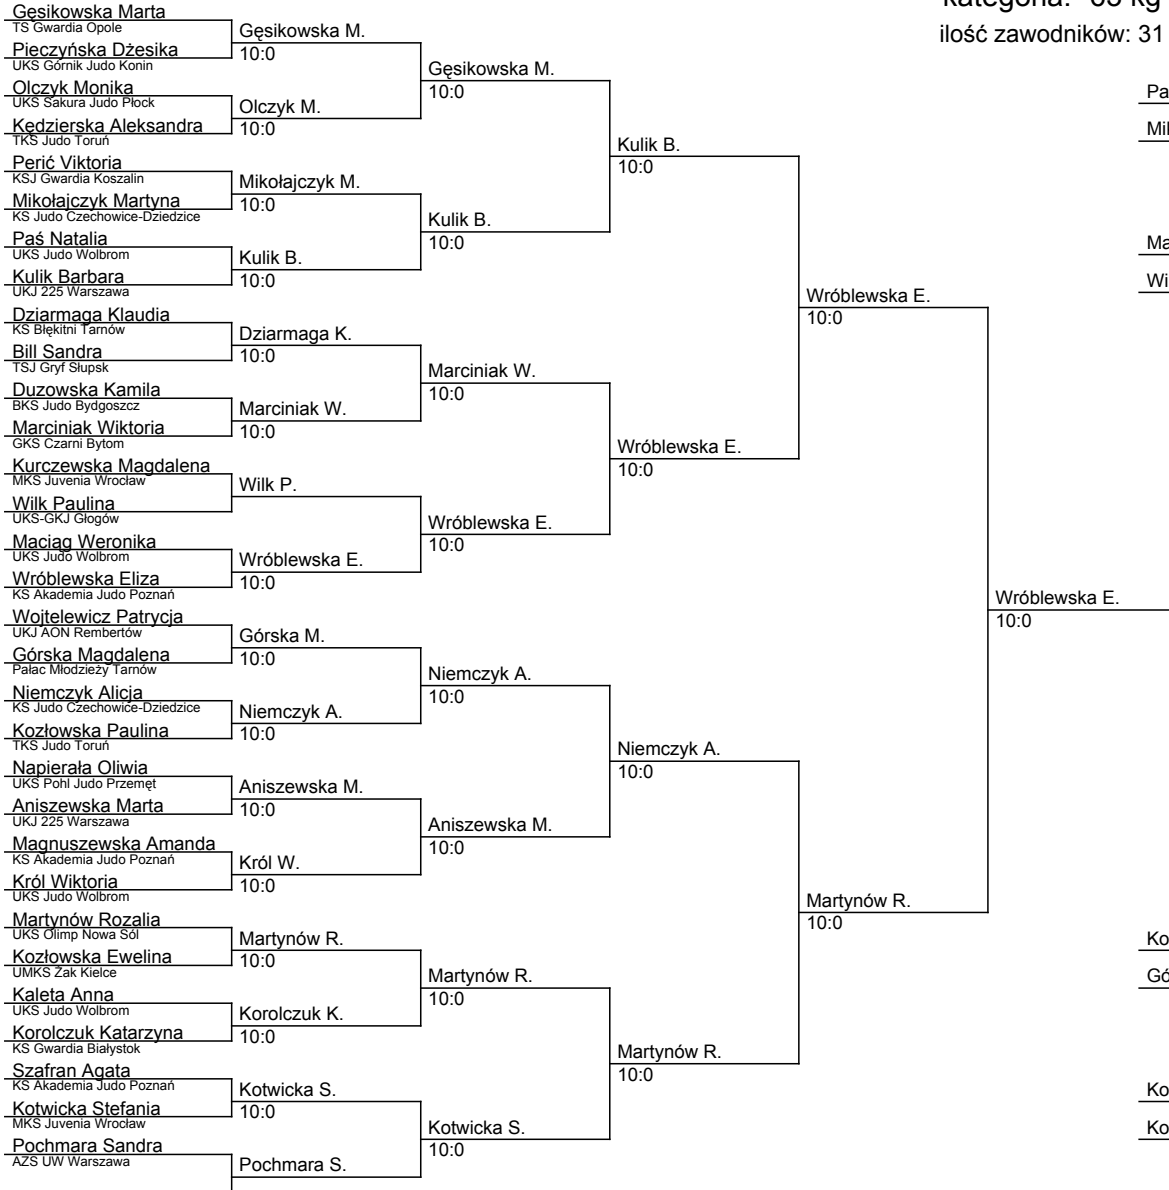 kategoria: -63 kg
ilość zawodników: 31
Gęsikowska Marta
TS Gwardia Opole
Pieczyńska Dżesika
UKS Górnik Judo Konin
Olczyk Monika
UKS Sakura Judo Płock
Kędzierska Aleksandra
TKS Judo Toruń
Perić Viktoria
KSJ Gwardia Koszalin
Mikołajczyk Martyna
KS Judo Czechowice-Dziedzice
Paś Natalia
UKS Judo Wolbrom
Kulik Barbara
UKJ 225 Warszawa
Dziarmaga Klaudia
KS Błękitni Tarnów
Bill Sandra
TSJ Gryf Słupsk
Duzowska Kamila
BKS Judo Bydgoszcz
Marciniak Wiktoria
GKS Czarni Bytom
Kurczewska Magdalena
MKS Juvenia Wrocław
Wilk Paulina
UKS-GKJ Głogów
Maciąg Weronika
UKS Judo Wolbrom
Wróblewska Eliza
KS Akademia Judo Poznań
Wojtelewicz Patrycja
UKJ AON Rembertów
Górska Magdalena
Pałac Młodzieży Tarnów
Niemczyk Alicja
KS Judo Czechowice-Dziedzice
Kozłowska Paulina
TKS Judo Toruń
Napierała Oliwia
UKS Pohl Judo Przemęt
Aniszewska Marta
UKJ 225 Warszawa
Magnuszewska Amanda
KS Akademia Judo Poznań
Król Wiktoria
UKS Judo Wolbrom
Martynów Rozalia
UKS Olimp Nowa Sól
Kozłowska Ewelina
UMKS Żak Kielce
Kaleta Anna
UKS Judo Wolbrom
Korolczuk Katarzyna
KS Gwardia Białystok
Szafran Agata
KS Akademia Judo Poznań
Kotwicka Stefania
MKS Juvenia Wrocław
Pochmara Sandra
AZS UW Warszawa
Gęsikowska M.
10:0
Olczyk M.
10:0
Mikołajczyk M.
10:0
Kulik B.
10:0
Dziarmaga K.
10:0
Marciniak W.
10:0
Wilk P.
Wróblewska E.
10:0
Górska M.
10:0
Niemczyk A.
10:0
Aniszewska M.
10:0
Król W.
10:0
Martynów R.
10:0
Korolczuk K.
10:0
Kotwicka S.
10:0
Pochmara S.
Gęsikowska M.
10:0
Kulik B.
10:0
Marciniak W.
10:0
Wróblewska E.
10:0
Niemczyk A.
10:0
Aniszewska M.
10:0
Martynów R.
10:0
Kotwicka S.
10:0
Kulik B.
10:0
Wróblewska E.
10:0
Niemczyk A.
10:0
Martynów R.
10:0
Wróblewska E.
10:0
Martynów R.
10:0
Wróblewska E.
10:0
Pa
Mi
Ma
Wi
Ko
Gó
Ko
Ko